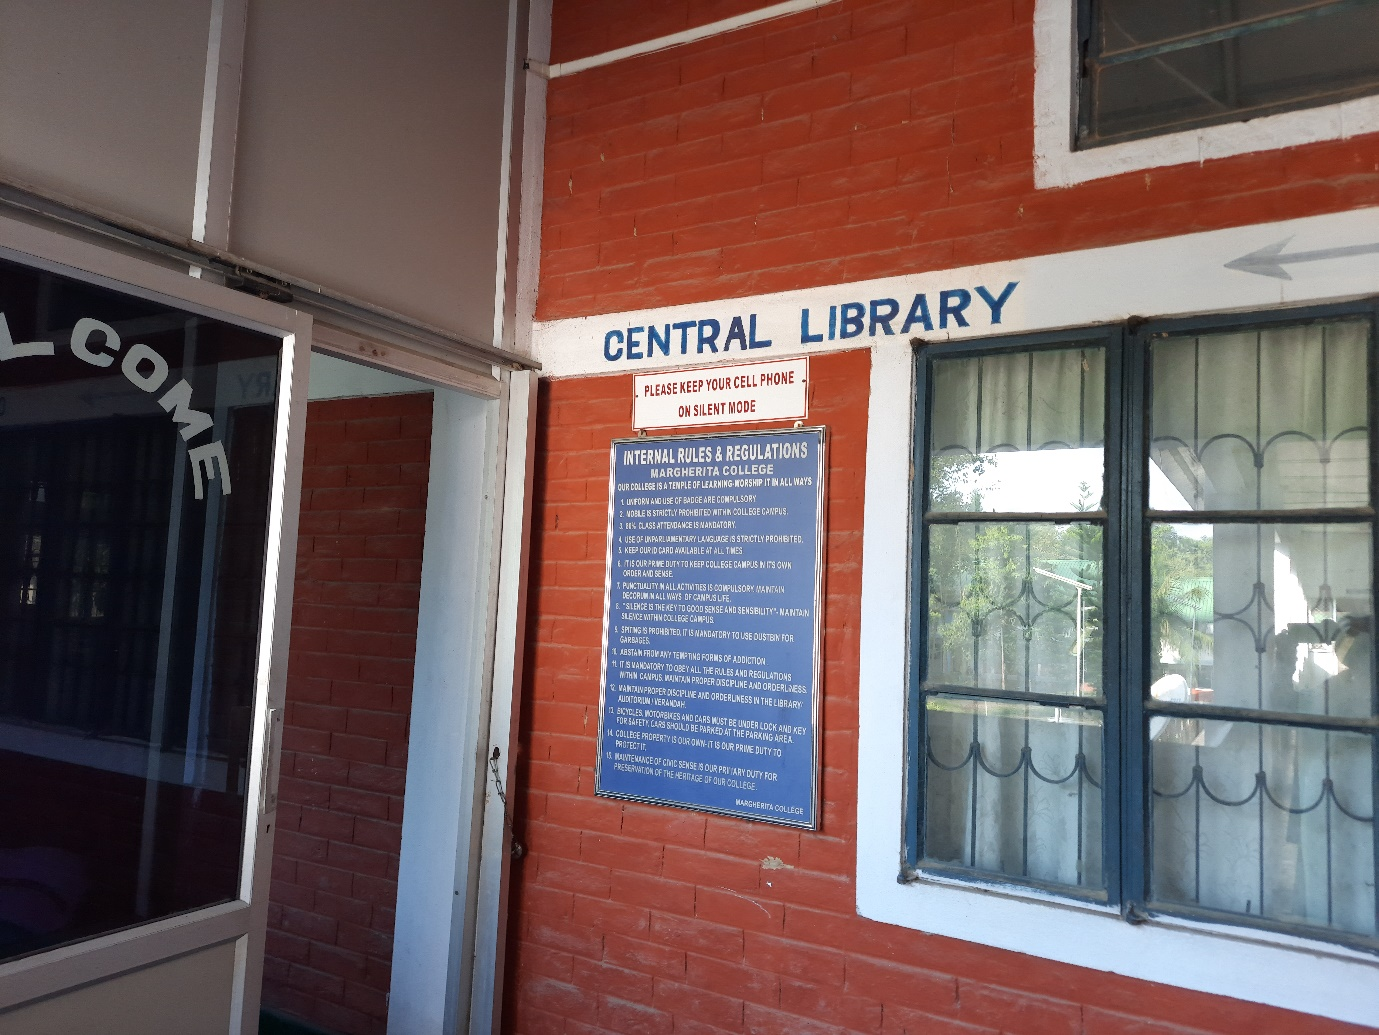 LCOME
CENTRAL LIBRARY
PLEASE KEEP YOUR CELL PHONE
ON SILENT MODE
INTERNAL RULES & REGULATIONS
MARGHERITA COLLEGE
OUR COLLEGE IS A TEMPLE OF LEARNING-WORSHIP IT IN ALL WAYS
1. UNIFORM AND USE OF BADGE ARE COMPULSORY
2. MOBILE IS STRICTLY PROHIBITED WITHIN COLLEGE CAMPUS.
3. 80% CLASS ATTENDANCE IS MANDATORY.
4. USE OF UNPARLIAMENTARY LANGUAGE IS STRICTLY PROHIBITED.
5. KEEP OUR ID CARD AVAILABLE AT ALL TIMES
6. IT IS OUR PRIME DUTY TO KEEP COLLEGE CAMPUS IN IT'S OWN
ORDER AND SENSE.
7. PUNCTUALITY IN ALL ACTIVITIES IS COMPULSORY. MAINTAIN
DECORUM IN ALL WAYS OF CAMPUS LIFE.
8. "SILENCE IS THE KEY TO GOOD SENSE AND SENSIBILITY"- MAINTAIN
SILENCE WITHIN COLLEGE CAMPUS.
9. SPITING IS PROHIBITED, IT IS MANDATORY TO USE DUSTBIN FOR
GARBAGES.
10. ABSTAIN FROM ANY TEMPTING FORMS OF ADDICTION
11. IT IS MANDATORY TO OBEY ALL THE RULES AND REGULATIONS
WITHIN CAMPUS. MAINTAIN PROPER DISCIPLINE AND ORDERLINESS.
12. MAINTAIN PROPER DISCIPLINE AND ORDERLINESS IN THE LIBRARY/
AUDITORIUM / VERANDAH.
13. BICYCLES, MOTORBIKES AND CARS MUST BE UNDER LOCK AND KEY
FOR SAFETY, CARS SHOULD BE PARKED AT THE PARKING AREA.
14. COLLEGE PROPERTY IS OUR OWN-IT IS OUR PRIME DUTY TO
PROTECT IT.
15. MAINTENANCE OF CIVIC SENSE IS OUR PRIMARY DUTY FOR
PRESERVATION OF THE HERITAGE OF OUR COLLEGE.
MARGHERITA COLLEGE